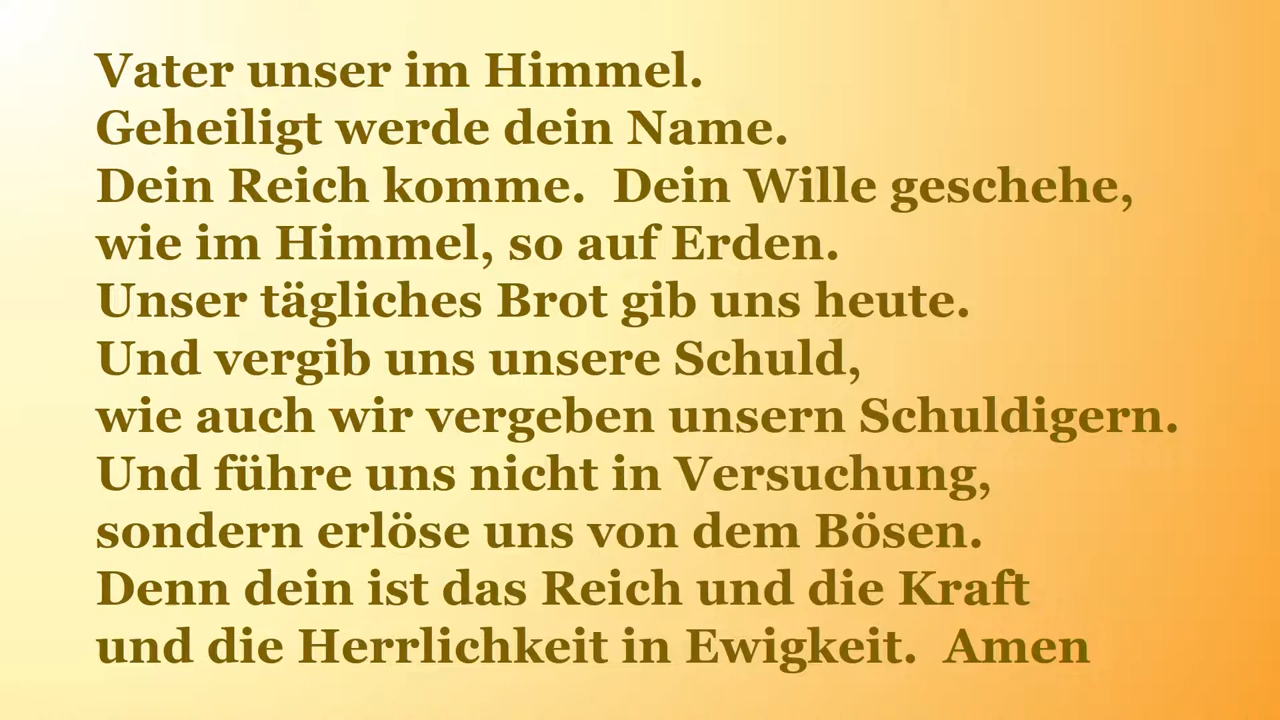 Vater unser im Himmel.
Geheiligt werde dein Name.
Dein Reich komme.  Dein Wille geschehe,
wie im Himmel, so auf Erden.
Unser tägliches Brot gib uns heute.
Und vergib uns unsere Schuld,
wie auch wir vergeben unsern Schuldigern.
Und führe uns nicht in Versuchung,
sondern erlöse uns von dem Bösen.
Denn dein ist das Reich und die Kraft
und die Herrlichkeit in Ewigkeit.  Amen